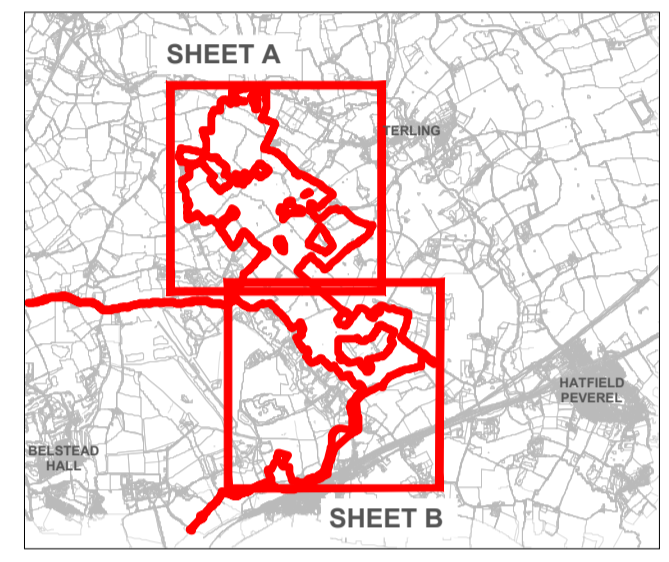 SHEET A
TERLING
HATFIELD
PEVEREL
BELSTEAD
HALL
SHEET B